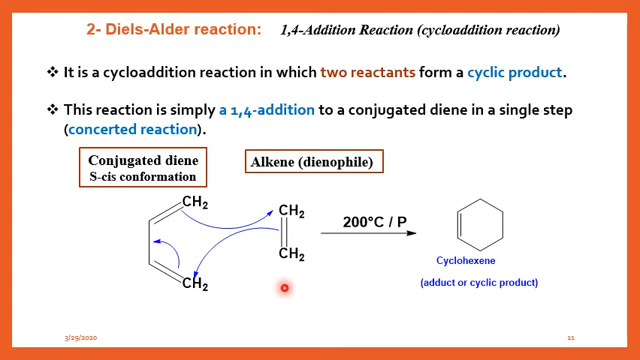 2- Diels-Alder reaction: 1,4-Addition Reaction (cycloaddition reaction)
❖ It is a cycloaddition reaction in which two reactants form a cyclic product.
❖ This reaction is simply a 1,4-addition to a conjugated diene in a single step
(concerted reaction).
Conjugated diene
S-cis conformation
Alkene (dienophile)
CH2
CH2
CH2
CH2
200°C / P
Cyclohexene
(adduct or cyclic product)
3/29/2020
11